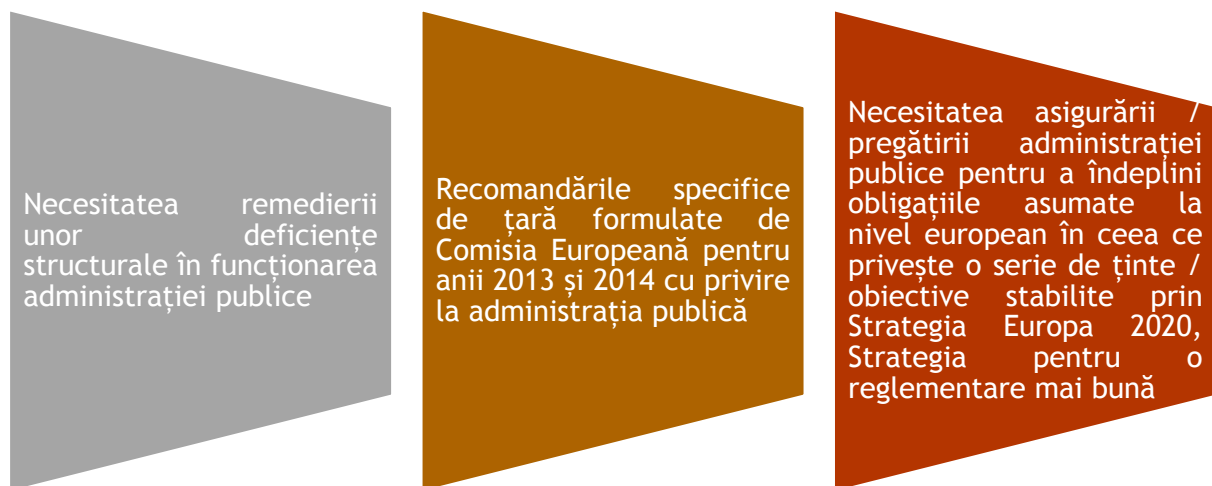 Necesitatea remedierii
unor deficiențe
structurale în funcționarea
administrației publice
Recomandările specifice
de țară formulate de
Comisia Europeană pentru
anii 2013 și 2014 cu privire
la administrația publică
Necesitatea asigurării /
pregătirii administrației
publice pentru a îndeplini
obligațiile asumate la
nivel european în ceea ce
privește o serie de ținte /
obiective stabilite prin
Strategia Europa 2020,
Strategia pentru o
reglementare mai bună